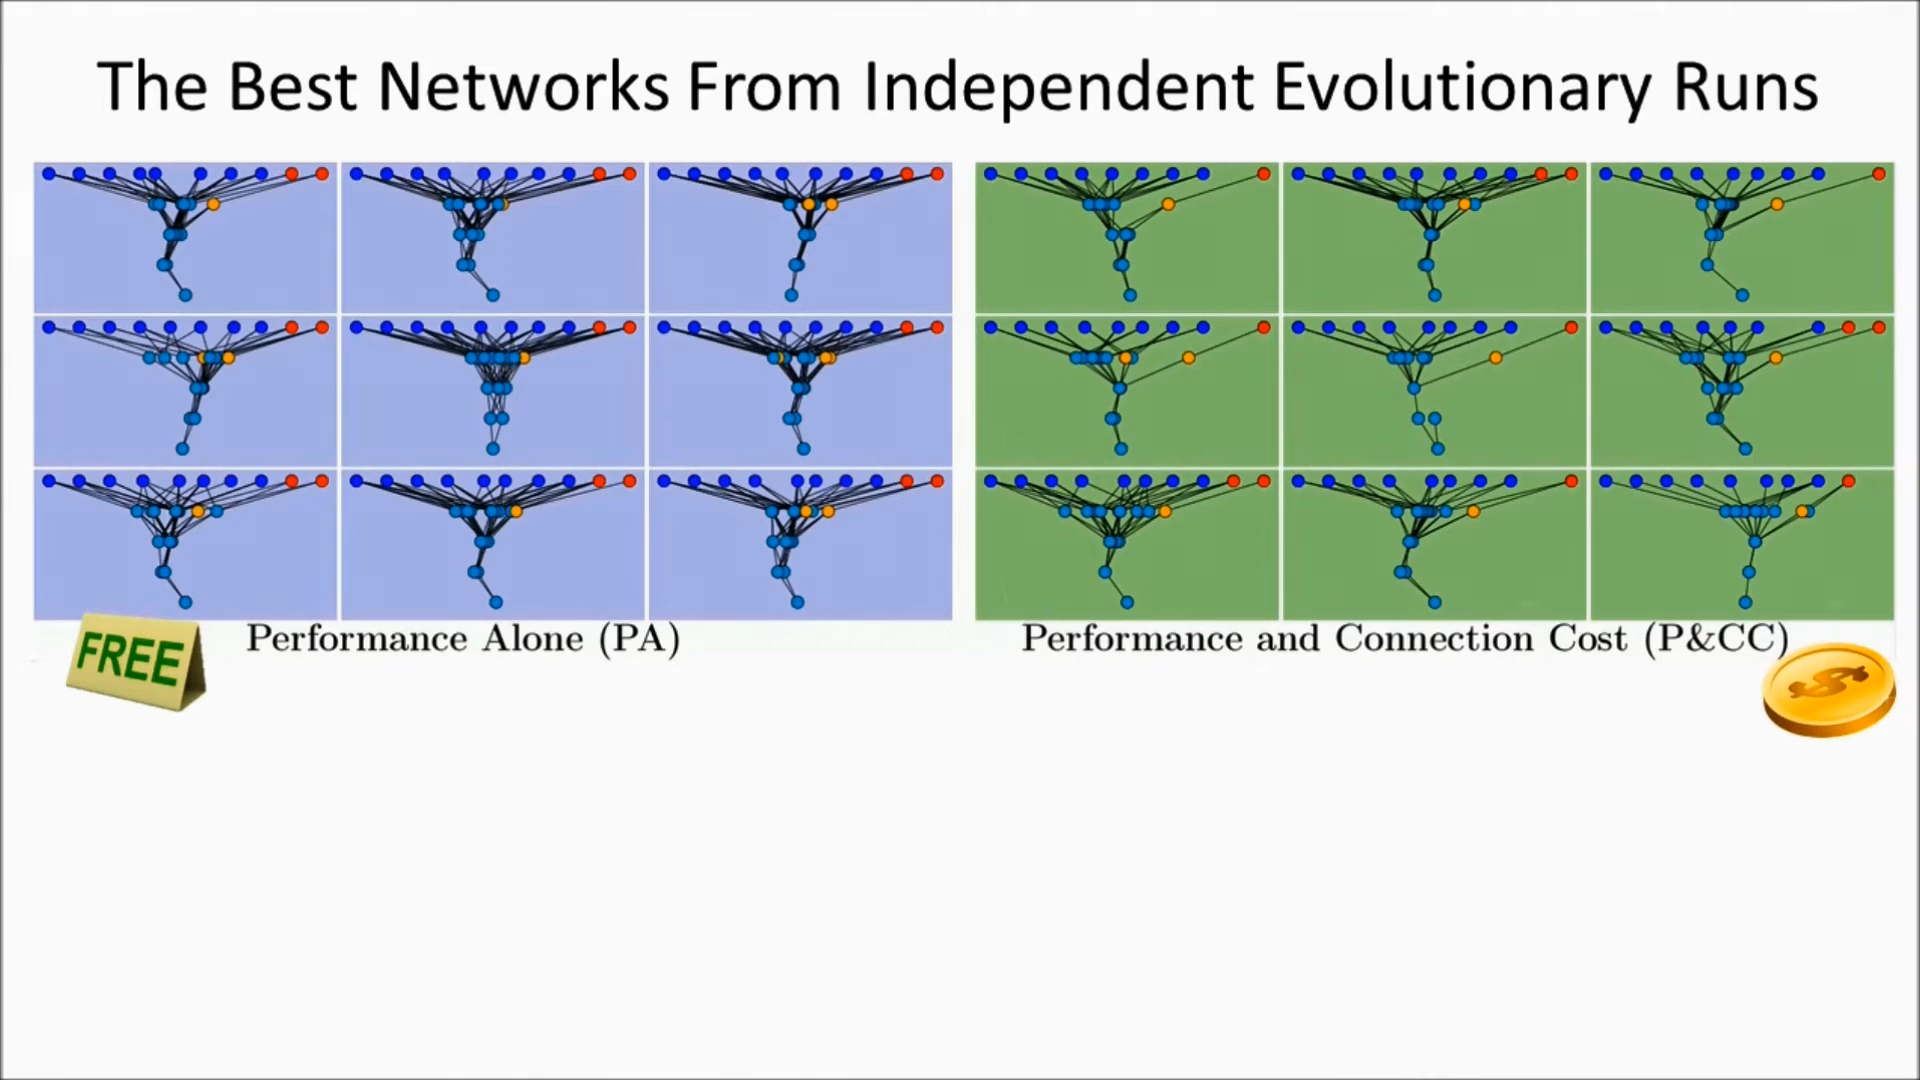 The Best Networks From Independent Evolutionary Runs
Performance Alone (PA)
Performance and Connection Cost (P&CC)
FREE
$